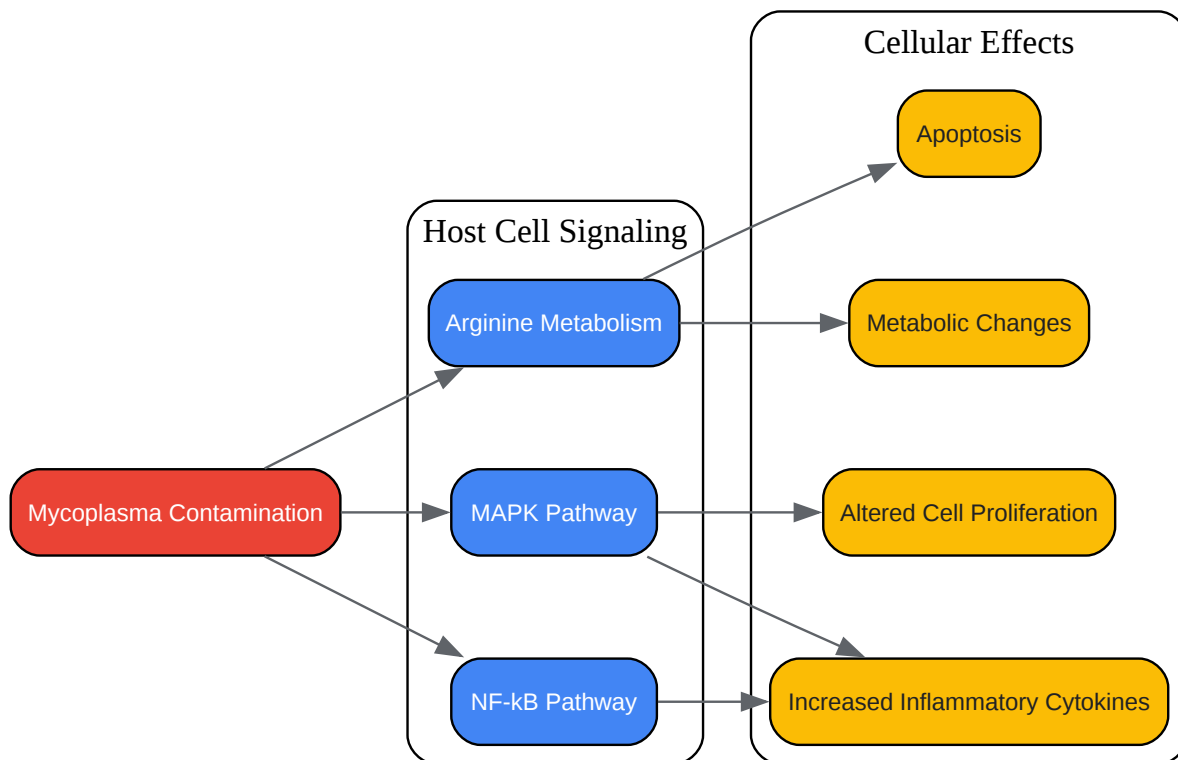 Cellular Effects
Apoptosis
Host Cell Signaling
Arginine Metabolism
Metabolic Changes
Mycoplasma Contamination
MAPK Pathway
Altered Cell Proliferation
NF-kB Pathway
Increased Inflammatory Cytokines